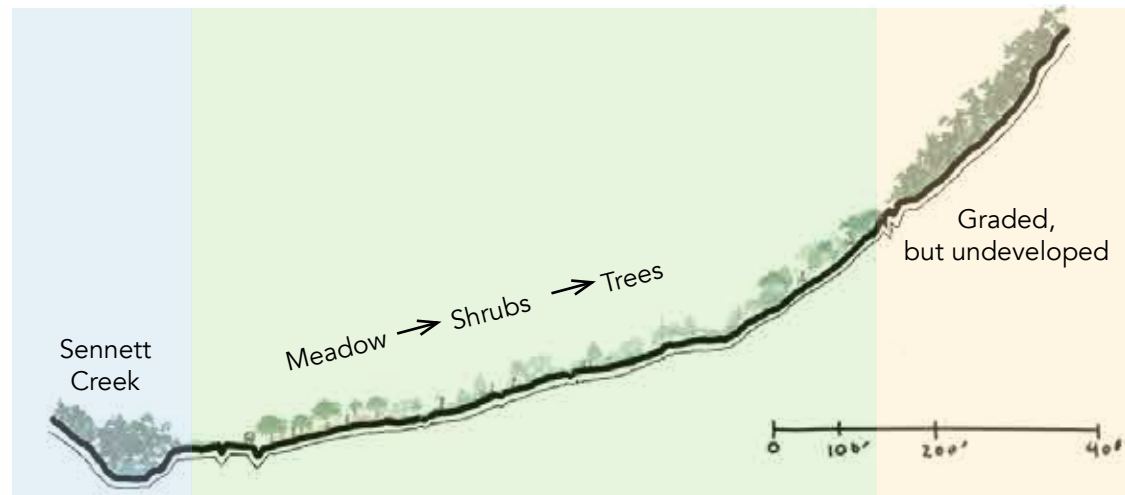 Sennett
Creek
Meadow → Shrubs → Trees
Graded,
but undeveloped
0 100' 200' 400'